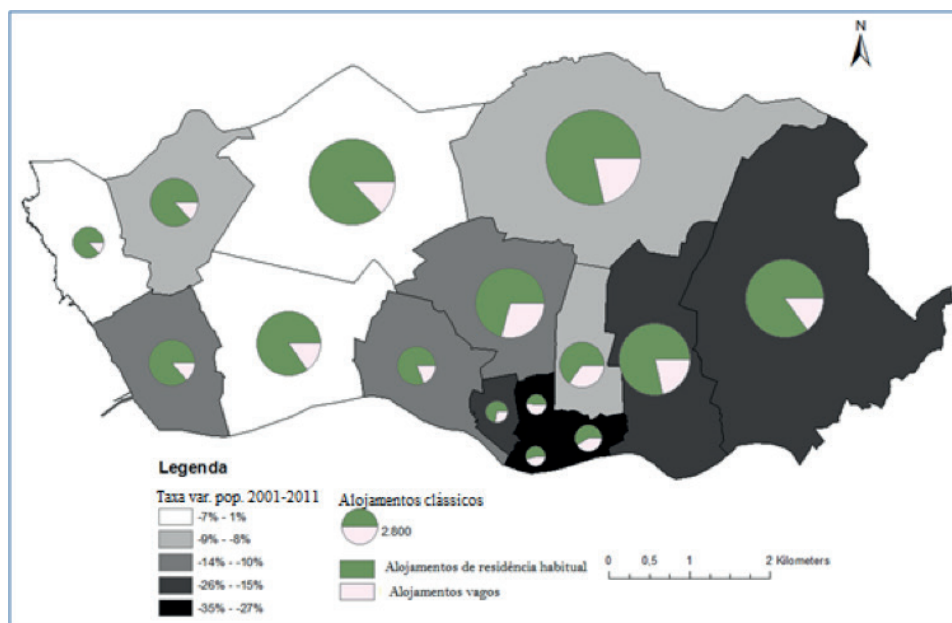 N
Legenda
Taxa var. pop. 2001-2011
-7% - 1%
-9% - -8%
-14% - -10%
-26% - -15%
-35% - -27%
Alojamentos clássicos
2.800
Alojamentos de residência habitual
Alojamentos vagos
0 0,5 1 2 Kilometers